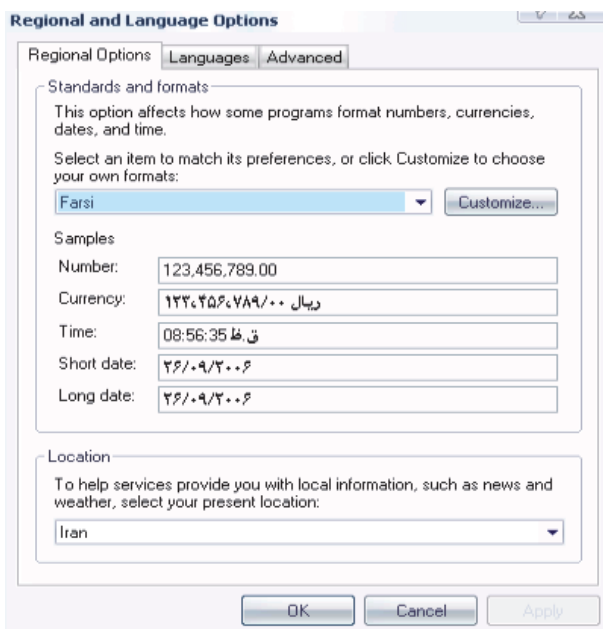 Regional and Language Options
Regional Options Languages Advanced
Standards and formats
This option affects how some programs format numbers, currencies,
dates, and time.
Select an item to match its preferences, or click Customize to choose
your own formats:
Farsi Customize...
Samples
Number: 123,456,789.00
Currency: ریال ۱۲۳،۴۵۶،۷۸۹/۰۰
Time: 08:56:35 ق.ظ
Short date: ۲۶/۰۹/۲۰۰۶
Long date: ۲۶/۰۹/۲۰۰۶
Location
To help services provide you with local information, such as news and
weather, select your present location:
Iran
OK Cancel Apply